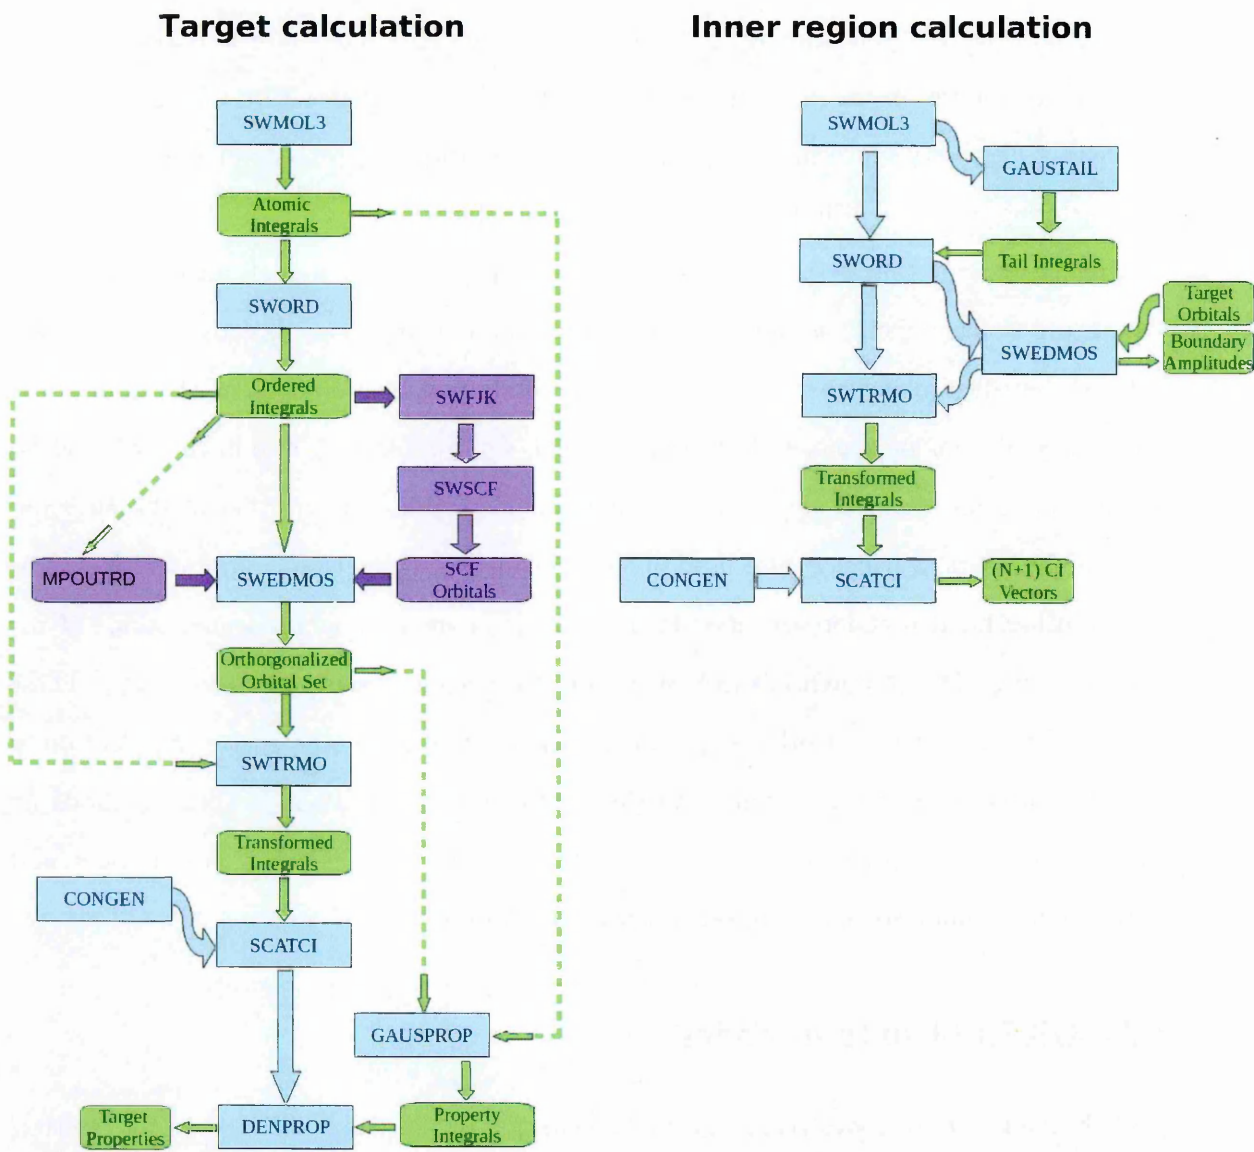 Target calculation
SWMOL3
Atomic
Integrals
SWORD
Ordered
Integrals
SWFJK
SWSCF
MPOUTRD
SWEDMOS
SCF
Orbitals
Orthorgonalized
Orbital Set
SWTRMO
Transformed
Integrals
CONGEN
SCATCI
GAUSPROP
Target
Properties
DENPROP
Property
Integrals
Inner region calculation
SWMOL3
GAUSTAIL
SWORD
Tail Integrals
Target
Orbitals
SWEDMOS
Boundary
Amplitudes
SWTRMO
Transformed
Integrals
CONGEN
SCATCI
(N+1) CI
Vectors